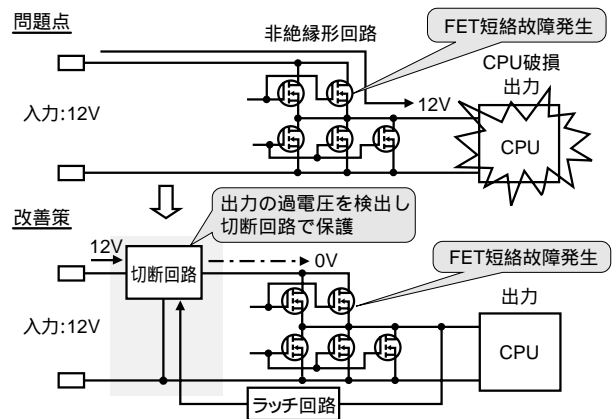 問題点
非絶縁形回路
FET短絡故障発生
CPU破損
出力
入力:12V
12V
CPU
出力の過電圧を検出し
切断回路で保護
改善策
12V
切断回路
0V
FET短絡故障発生
出力
入力:12V
CPU
ラッチ回路